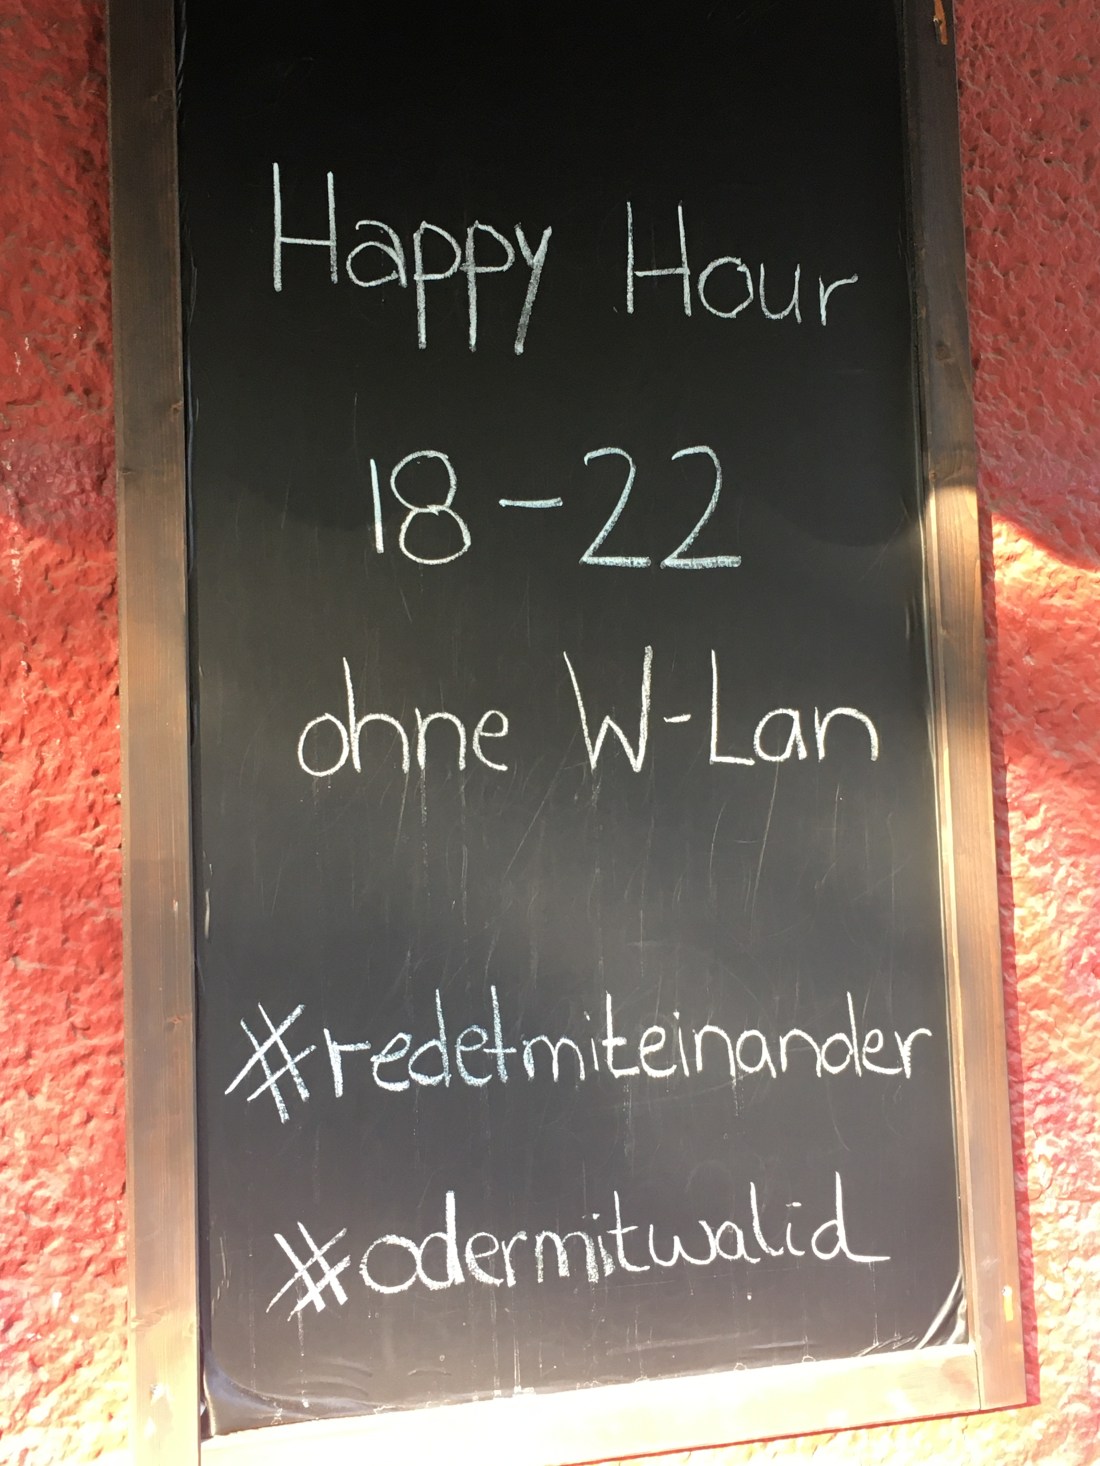 Happy Hour
18-22
ohne W-Lan
#redetmiteinander
#odermitwalid